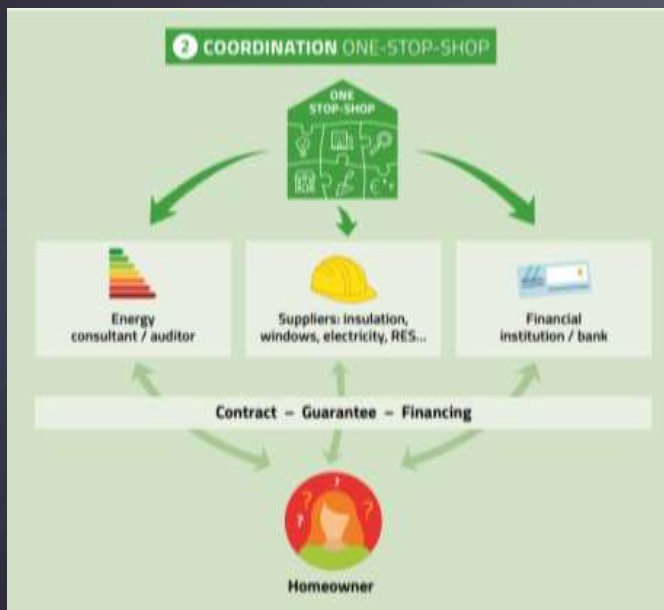 2 COORDINATION ONE-STOP-SHOP
ONE
STOP-SHOP
Energy
consultant / auditor
Suppliers: insulation,
windows, electricity, RES...
Financial
institution / bank
Contract – Guarantee – Financing
? ? ? ?
Homeowner